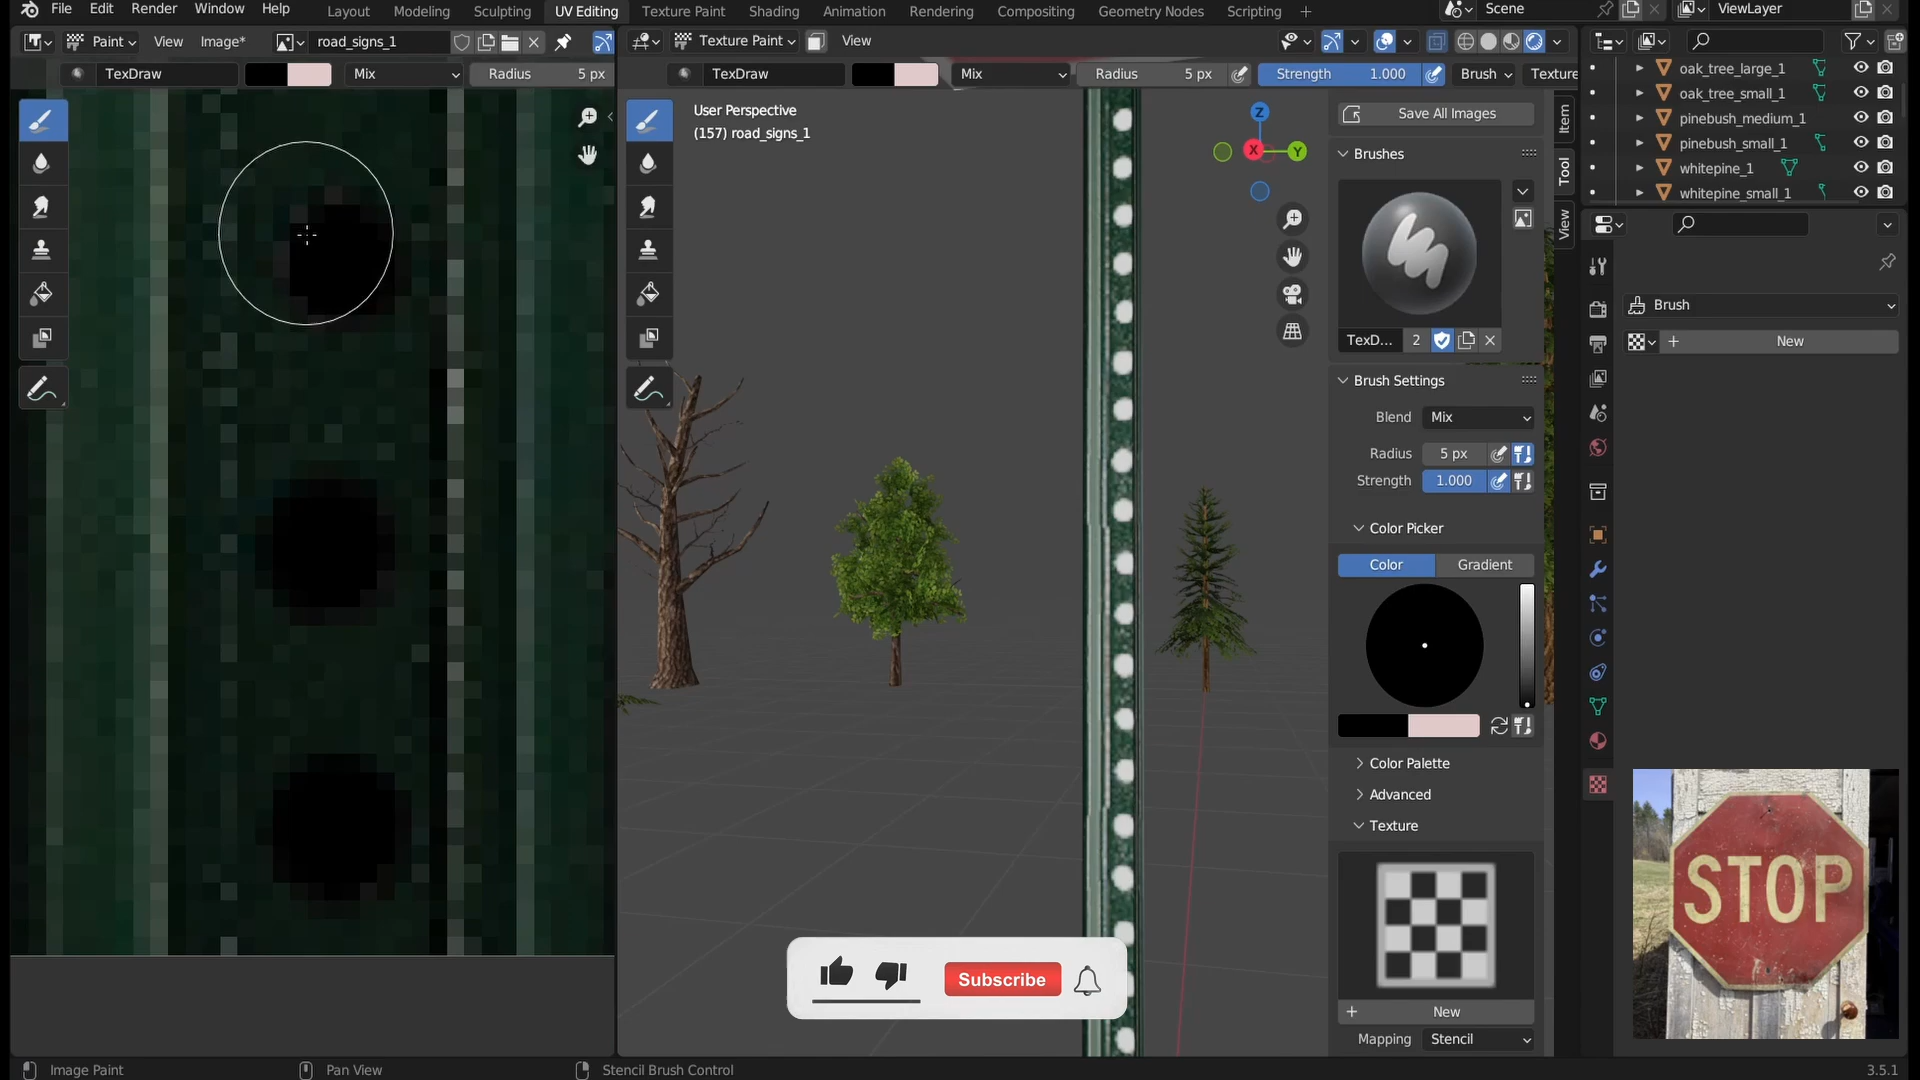 File Edit Render Window Help Layout Modeling Sculpting UV Editing Texture Paint Shading Animation Rendering Compositing Geometry Nodes Scripting + Scene ViewLayer
Paint View Image* road_signs_1 Texture Paint View
TexDraw Mix Radius 5 px TexDraw Mix Radius 5 px Strength 1.000 Brush Texture
User Perspective
(157) road_signs_1
Z
X
Y
Save All Images
Brushes
TexD... 2
Brush Settings
Blend Mix
Radius 5 px
Strength 1.000
Color Picker
Color Gradient
Color Palette
Advanced
Texture
+ New
Mapping Stencil
Item
Tool
View
oak_tree_large_1
oak_tree_small_1
pinebush_medium_1
pinebush_small_1
whitepine_1
whitepine_small_1
Brush
+ New
STOP
Subscribe
Image Paint Pan View Stencil Brush Control 3.5.1